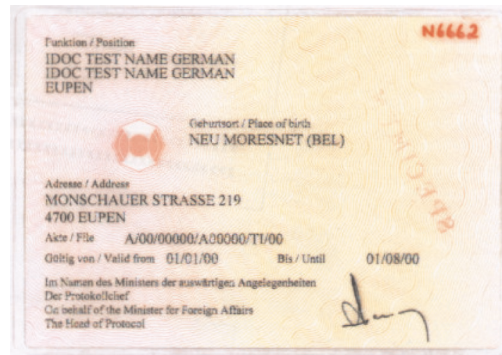 N6662
Funktion / Position
IDOC TEST NAME GERMAN
IDOC TEST NAME GERMAN
EUPEN
Geburtsort / Place of birth
NEU MORESNET (BEL)
SPECIMEN
Adresse / Address
MONSCHAUER STRASSE 219
4700 EUPEN
Akte / File A/00/00000/A00000/TI/00
Gültig von / Valid from 01/01/00 Bis / Until 01/08/00
Im Namen des Ministers der auswärtigen Angelegenheiten
Der Protokollchef
On behalf of the Minister for Foreign Affairs
The Head of Protocol